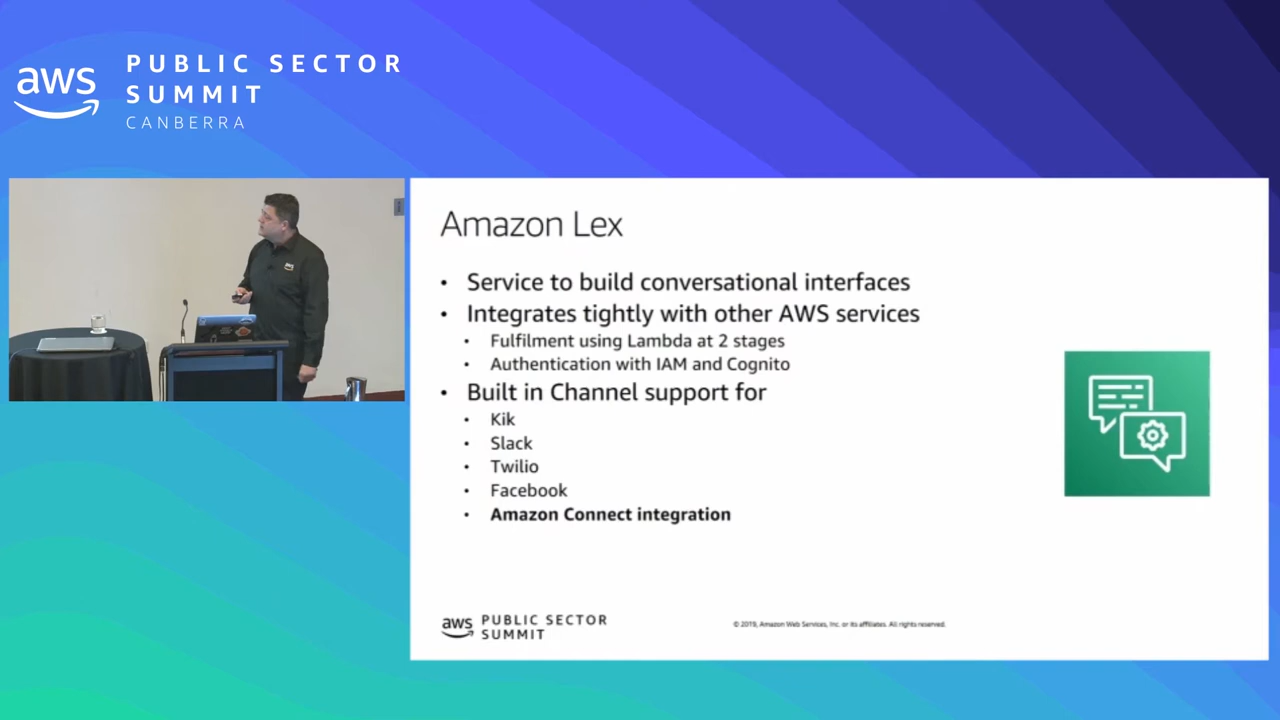 aws
PUBLIC SECTOR
SUMMIT
CANBERRA
aws
Amazon Lex
• Service to build conversational interfaces
• Integrates tightly with other AWS services
• Fulfilment using Lambda at 2 stages
• Authentication with IAM and Cognito
• Built in Channel support for
• Kik
• Slack
• Twilio
• Facebook
• Amazon Connect integration
aws
PUBLIC SECTOR
SUMMIT
© 2019, Amazon Web Services, Inc. or its affiliates. All rights reserved.